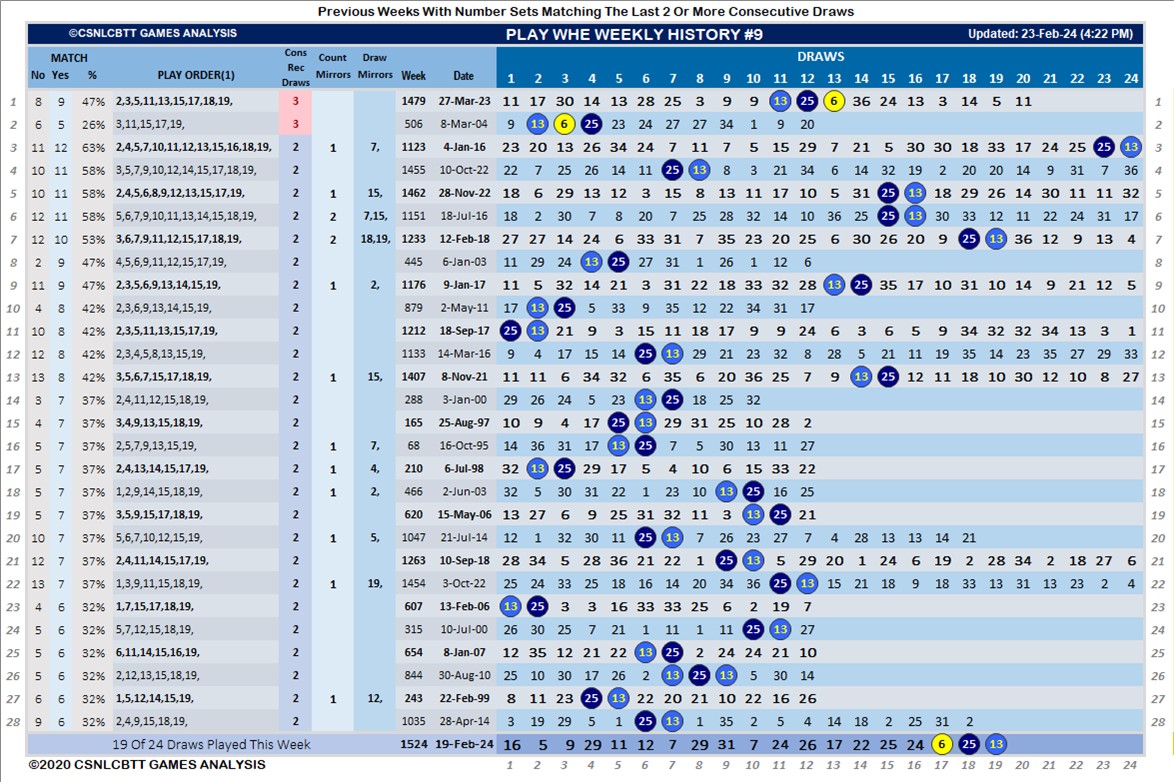 Previous Weeks With Number Sets Matching The Last 2 Or More Consecutive Draws
©CSNLCBTT GAMES ANALYSIS PLAY WHE WEEKLY HISTORY #9 Updated: 23-Feb-24 (4:22 PM)
MATCH Cons Rec Draws Count Mirrors Draw Mirrors DRAWS
No Yes % PLAY ORDER(1) Week Date 1 2 3 4 5 6 7 8 9 10 11 12 13 14 15 16 17 18 19 20 21 22 23 24
1 8 9 47% 2,3,5,11,13,15,17,18,19, 3 1479 27-Mar-23 11 17 30 14 13 28 25 3 9 9 13 25 6 36 24 13 3 14 5 11 1
2 6 5 26% 3,11,15,17,19, 3 506 8-Mar-04 9 13 6 25 23 24 27 27 34 1 9 20 2
3 11 12 63% 2,4,5,7,10,11,12,13,15,16,18,19, 2 1 7, 1123 4-Jan-16 23 20 13 26 34 24 7 11 7 5 15 29 7 21 5 30 30 18 33 17 24 25 25 13 3
4 10 11 58% 3,5,7,9,10,12,14,15,17,18,19, 2 1455 10-Oct-22 22 7 25 26 14 11 25 13 8 3 21 34 6 14 32 19 2 20 20 14 9 31 7 36 4
5 10 11 58% 2,4,5,6,8,9,12,13,15,17,19, 2 1 15, 1462 28-Nov-22 18 6 29 13 12 3 15 8 13 11 17 10 5 31 25 13 5 18 29 26 14 30 11 11 32 5
6 12 11 58% 5,6,7,9,10,11,13,14,15,18,19, 2 2 7,15, 1151 18-Jul-16 18 2 30 7 8 20 7 25 28 32 14 10 36 25 25 13 30 33 12 11 22 24 31 17 6
7 12 10 53% 3,6,7,9,11,12,15,17,18,19, 2 2 18,19, 1233 12-Feb-18 27 27 14 24 6 33 31 7 35 23 20 25 6 30 26 20 9 25 13 36 12 9 13 4 7
8 2 9 47% 4,5,6,9,11,12,15,17,18, 2 445 6-Jan-03 11 29 24 13 25 27 31 1 26 1 12 6 8
9 11 9 47% 2,3,5,6,9,13,14,15,19, 2 1 2, 1176 9-Jan-17 11 5 32 14 21 3 31 22 18 33 32 28 13 25 35 17 10 31 10 14 9 21 12 5 9
10 4 8 42% 2,3,6,9,13,14,15,19, 2 879 2-May-11 17 13 25 5 33 9 35 12 22 34 31 17 10
11 10 8 42% 2,3,5,11,13,15,17,19, 2 1212 18-Sep-17 25 13 21 9 3 15 11 18 17 9 9 24 6 3 6 5 9 34 32 32 34 13 3 1 11
12 12 8 42% 2,3,4,5,8,13,15,19, 2 1133 14-Mar-16 9 4 17 15 14 25 13 29 21 23 32 8 28 5 21 11 19 35 14 23 35 27 29 33 12
13 13 8 42% 3,5,6,7,15,17,18,19, 2 1 15, 1407 8-Nov-21 11 11 6 34 32 6 35 6 20 36 25 7 9 13 25 12 11 18 10 30 12 10 8 27 13
14 3 7 37% 2,4,11,12,15,18,19, 2 288 3-Jan-00 29 26 24 5 23 13 25 18 25 32 14
15 4 7 37% 3,4,9,13,15,18,19, 2 165 25-Aug-97 10 9 4 17 25 13 29 31 25 10 28 2 15
16 5 7 37% 2,5,7,9,13,15,19, 2 1 7, 68 16-Oct-95 14 36 31 17 13 25 7 5 30 13 11 27 16
17 5 7 37% 2,4,13,14,15,17,19, 2 1 4, 210 6-Jul-98 32 13 25 29 17 5 4 10 6 15 33 22 17
18 5 7 37% 1,2,9,14,15,18,19, 2 1 2, 466 2-Jun-03 32 5 30 31 22 1 23 10 13 25 16 25 18
19 5 7 37% 3,5,9,15,17,18,19, 2 620 15-May-06 13 27 6 9 25 31 32 11 3 13 25 21 19
20 10 7 37% 5,6,7,10,12,15,19, 2 1 5, 1047 21-Jul-14 12 1 32 30 11 25 13 7 26 23 27 7 4 28 13 13 14 21 20
21 12 7 37% 2,4,11,14,15,17,19, 2 1263 10-Sep-18 28 34 5 28 36 21 22 1 25 13 5 29 20 1 24 6 19 2 28 34 2 18 27 6 21
22 13 7 37% 1,3,9,11,15,18,19, 2 1 19, 1454 3-Oct-22 25 24 33 25 18 16 14 20 34 36 25 13 15 21 18 9 18 33 13 31 13 23 2 4 22
23 4 6 32% 1,7,15,17,18,19, 2 607 13-Feb-06 13 25 3 3 16 33 33 25 6 2 19 7 23
24 5 6 32% 5,7,12,15,18,19, 2 315 10-Jul-00 26 30 25 7 21 1 11 1 11 25 13 27 24
25 5 6 32% 6,11,14,15,16,19, 2 654 8-Jan-07 12 35 12 21 22 13 25 2 24 24 21 10 25
26 5 6 32% 2,12,13,15,18,19, 2 844 30-Aug-10 25 10 30 17 26 2 13 25 13 5 30 14 26
27 6 6 32% 1,5,12,14,15,19, 2 1 12, 243 22-Feb-99 8 11 23 25 13 22 20 21 10 22 16 26 27
28 9 6 32% 2,4,9,15,18,19, 2 1035 28-Apr-14 3 19 29 5 1 25 13 1 35 2 5 4 14 18 2 25 31 2 28
19 Of 24 Draws Played This Week 1524 19-Feb-24 16 5 9 29 11 12 7 29 31 7 24 26 17 22 25 24 6 25 13
©2020 CSNLCBTT GAMES ANALYSIS 1 2 3 4 5 6 7 8 9 10 11 12 13 14 15 16 17 18 19 20 21 22 23 24